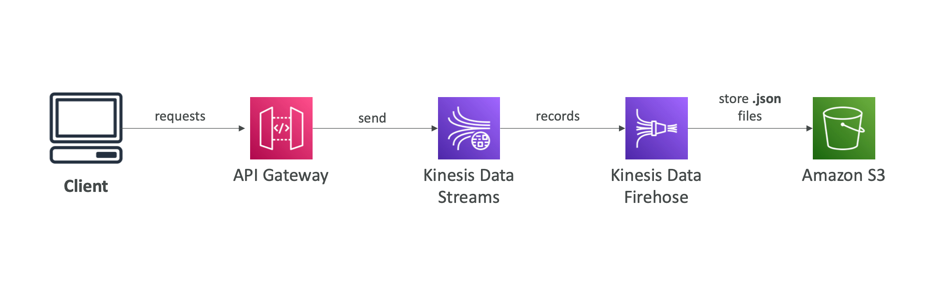 requests
send
records
store .json
files
Client
API Gateway
Kinesis Data
Streams
Kinesis Data
Firehose
Amazon S3